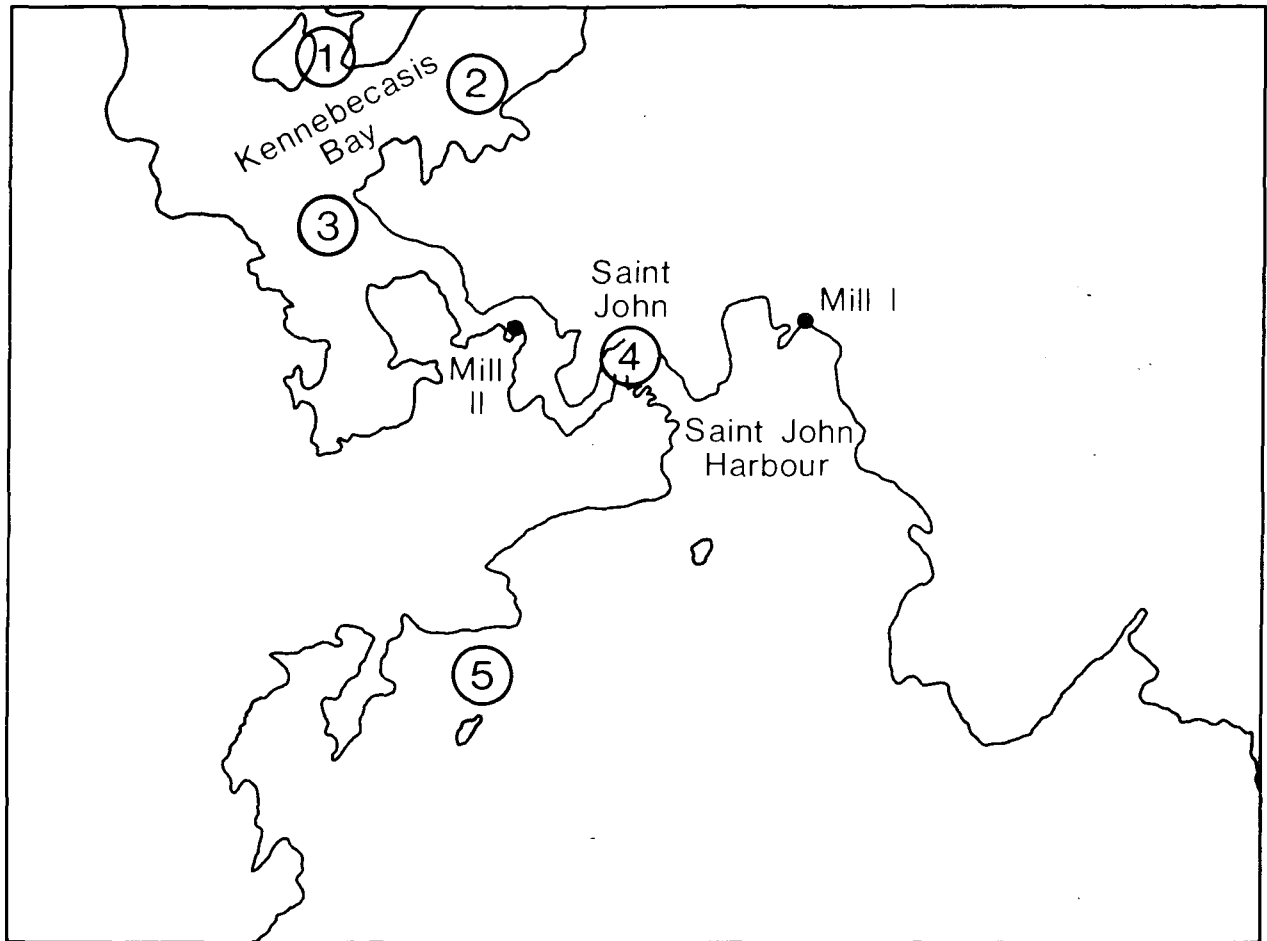 1
2
Kennebecasis
Bay
3
Saint
John
Mill I
4
Mill
II
Saint John
Harbour
5